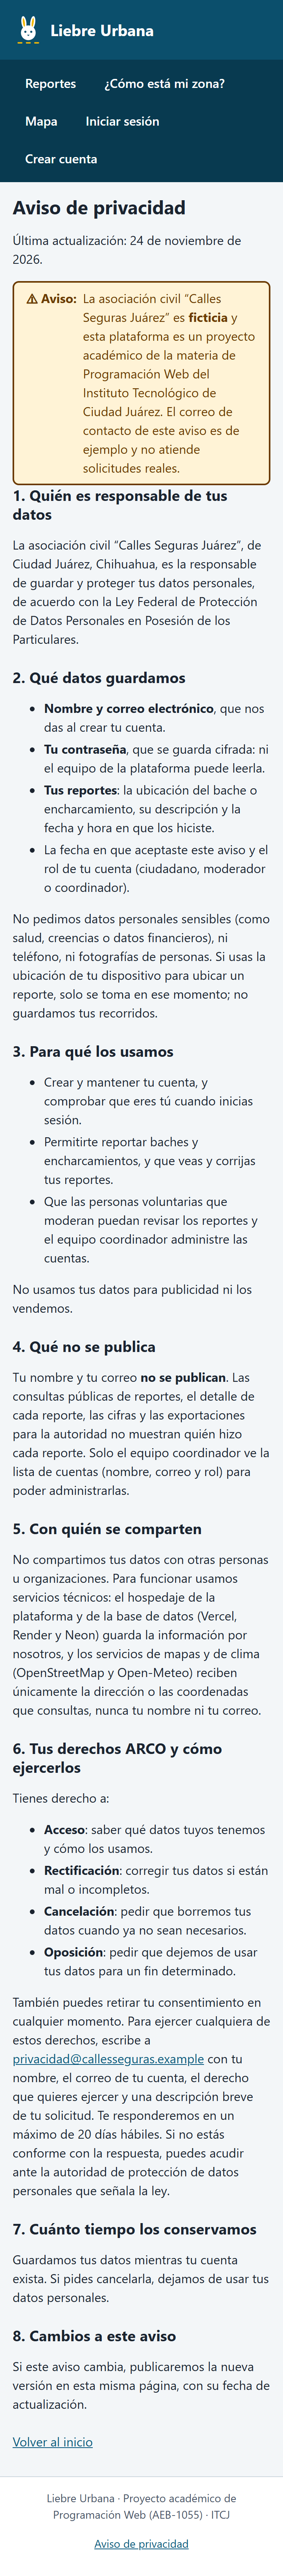 Liebre Urbana
Reportes ¿Cómo está mi zona?
Mapa Iniciar sesión
Crear cuenta
Aviso de privacidad
Última actualización: 24 de noviembre de
2026.
⚠ Aviso: La asociación civil “Calles
Seguras Juárez” es ficticia y
esta plataforma es un proyecto
académico de la materia de
Programación Web del
Instituto Tecnológico de
Ciudad Juárez. El correo de
contacto de este aviso es de
ejemplo y no atiende
solicitudes reales.
1. Quién es responsable de tus
datos
La asociación civil “Calles Seguras Juárez”, de
Ciudad Juárez, Chihuahua, es la responsable
de guardar y proteger tus datos personales,
de acuerdo con la Ley Federal de Protección
de Datos Personales en Posesión de los
Particulares.
2. Qué datos guardamos
• Nombre y correo electrónico, que nos
das al crear tu cuenta.
• Tu contraseña, que se guarda cifrada: ni
el equipo de la plataforma puede leerla.
• Tus reportes: la ubicación del bache o
encharcamiento, su descripción y la
fecha y hora en que los hiciste.
• La fecha en que aceptaste este aviso y el
rol de tu cuenta (ciudadano, moderador
o coordinador).
No pedimos datos personales sensibles (como
salud, creencias o datos financieros), ni
teléfono, ni fotografías de personas. Si usas la
ubicación de tu dispositivo para ubicar un
reporte, solo se toma en ese momento; no
guardamos tus recorridos.
3. Para qué los usamos
• Crear y mantener tu cuenta, y
comprobar que eres tú cuando inicias
sesión.
• Permitirte reportar baches y
encharcamientos, y que veas y corrijas
tus reportes.
• Que las personas voluntarias que
moderan puedan revisar los reportes y
el equipo coordinador administre las
cuentas.
No usamos tus datos para publicidad ni los
vendemos.
4. Qué no se publica
Tu nombre y tu correo no se publican. Las
consultas públicas de reportes, el detalle de
cada reporte, las cifras y las exportaciones
para la autoridad no muestran quién hizo
cada reporte. Solo el equipo coordinador ve la
lista de cuentas (nombre, correo y rol) para
poder administrarlas.
5. Con quién se comparten
No compartimos tus datos con otras personas
u organizaciones. Para funcionar usamos
servicios técnicos: el hospedaje de la
plataforma y de la base de datos (Vercel,
Render y Neon) guarda la información por
nosotros, y los servicios de mapas y de clima
(OpenStreetMap y Open-Meteo) reciben
únicamente la dirección o las coordenadas
que consultas, nunca tu nombre ni tu correo.
6. Tus derechos ARCO y cómo
ejercerlos
Tienes derecho a:
• Acceso: saber qué datos tuyos tenemos
y cómo los usamos.
• Rectificación: corregir tus datos si están
mal o incompletos.
• Cancelación: pedir que borremos tus
datos cuando ya no sean necesarios.
• Oposición: pedir que dejemos de usar
tus datos para un fin determinado.
También puedes retirar tu consentimiento en
cualquier momento. Para ejercer cualquiera de
estos derechos, escribe a
privacidad@callesseguras.example con tu
nombre, el correo de tu cuenta, el derecho
que quieres ejercer y una descripción breve
de tu solicitud. Te responderemos en un
máximo de 20 días hábiles. Si no estás
conforme con la respuesta, puedes acudir
ante la autoridad de protección de datos
personales que señala la ley.
7. Cuánto tiempo los conservamos
Guardamos tus datos mientras tu cuenta
exista. Si pides cancelarla, dejamos de usar tus
datos personales.
8. Cambios a este aviso
Si este aviso cambia, publicaremos la nueva
versión en esta misma página, con su fecha de
actualización.
Volver al inicio
Liebre Urbana · Proyecto académico de
Programación Web (AEB-1055) · ITCJ
Aviso de privacidad